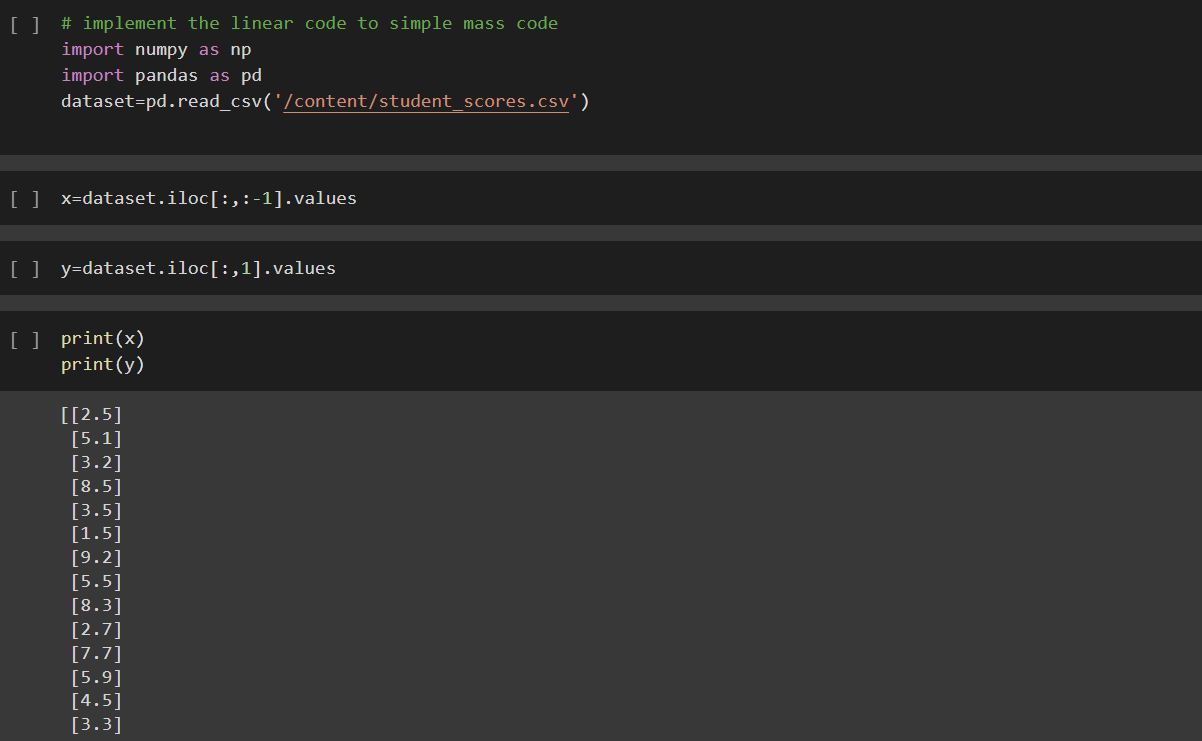 [ ] # implement the linear code to simple mass code
import numpy as np
import pandas as pd
dataset=pd.read_csv('/content/student_scores.csv')
[ ] x=dataset.iloc[:,:-1].values
[ ] y=dataset.iloc[:,1].values
[ ] print(x)
print(y)
[[2.5]
[5.1]
[3.2]
[8.5]
[3.5]
[1.5]
[9.2]
[5.5]
[8.3]
[2.7]
[7.7]
[5.9]
[4.5]
[3.3]